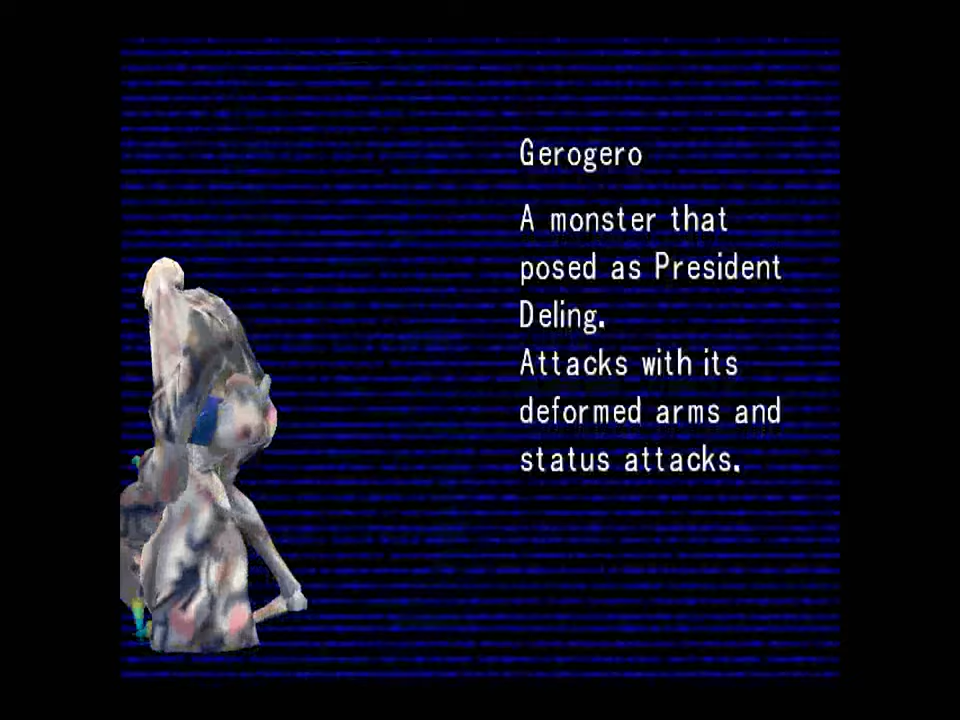 Gerogero
A monster that
posed as President
Deling.
Attacks with its
deformed arms and
status attacks.